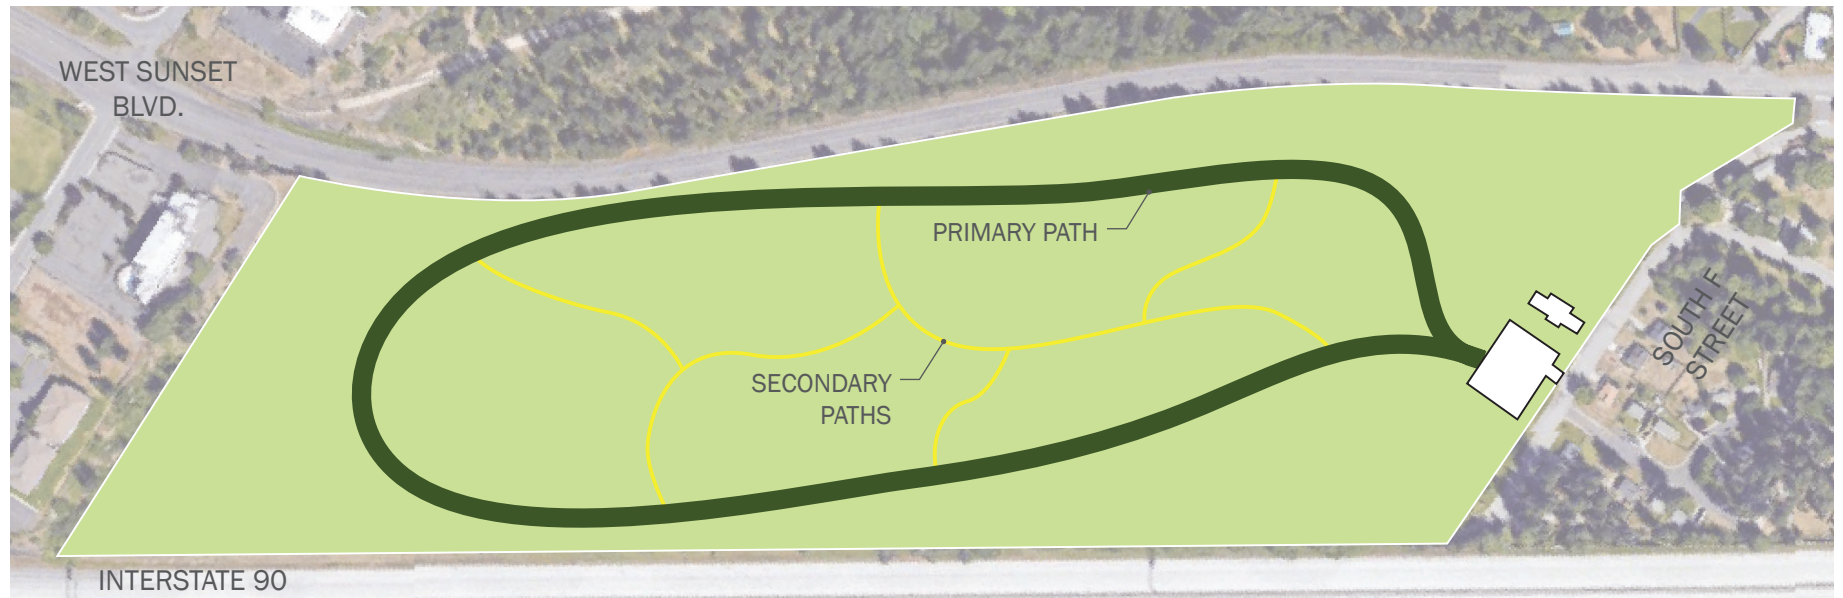 WEST SUNSET
BLVD.
PRIMARY PATH
SECONDARY
PATHS
SOUTH F
STREET
INTERSTATE 90